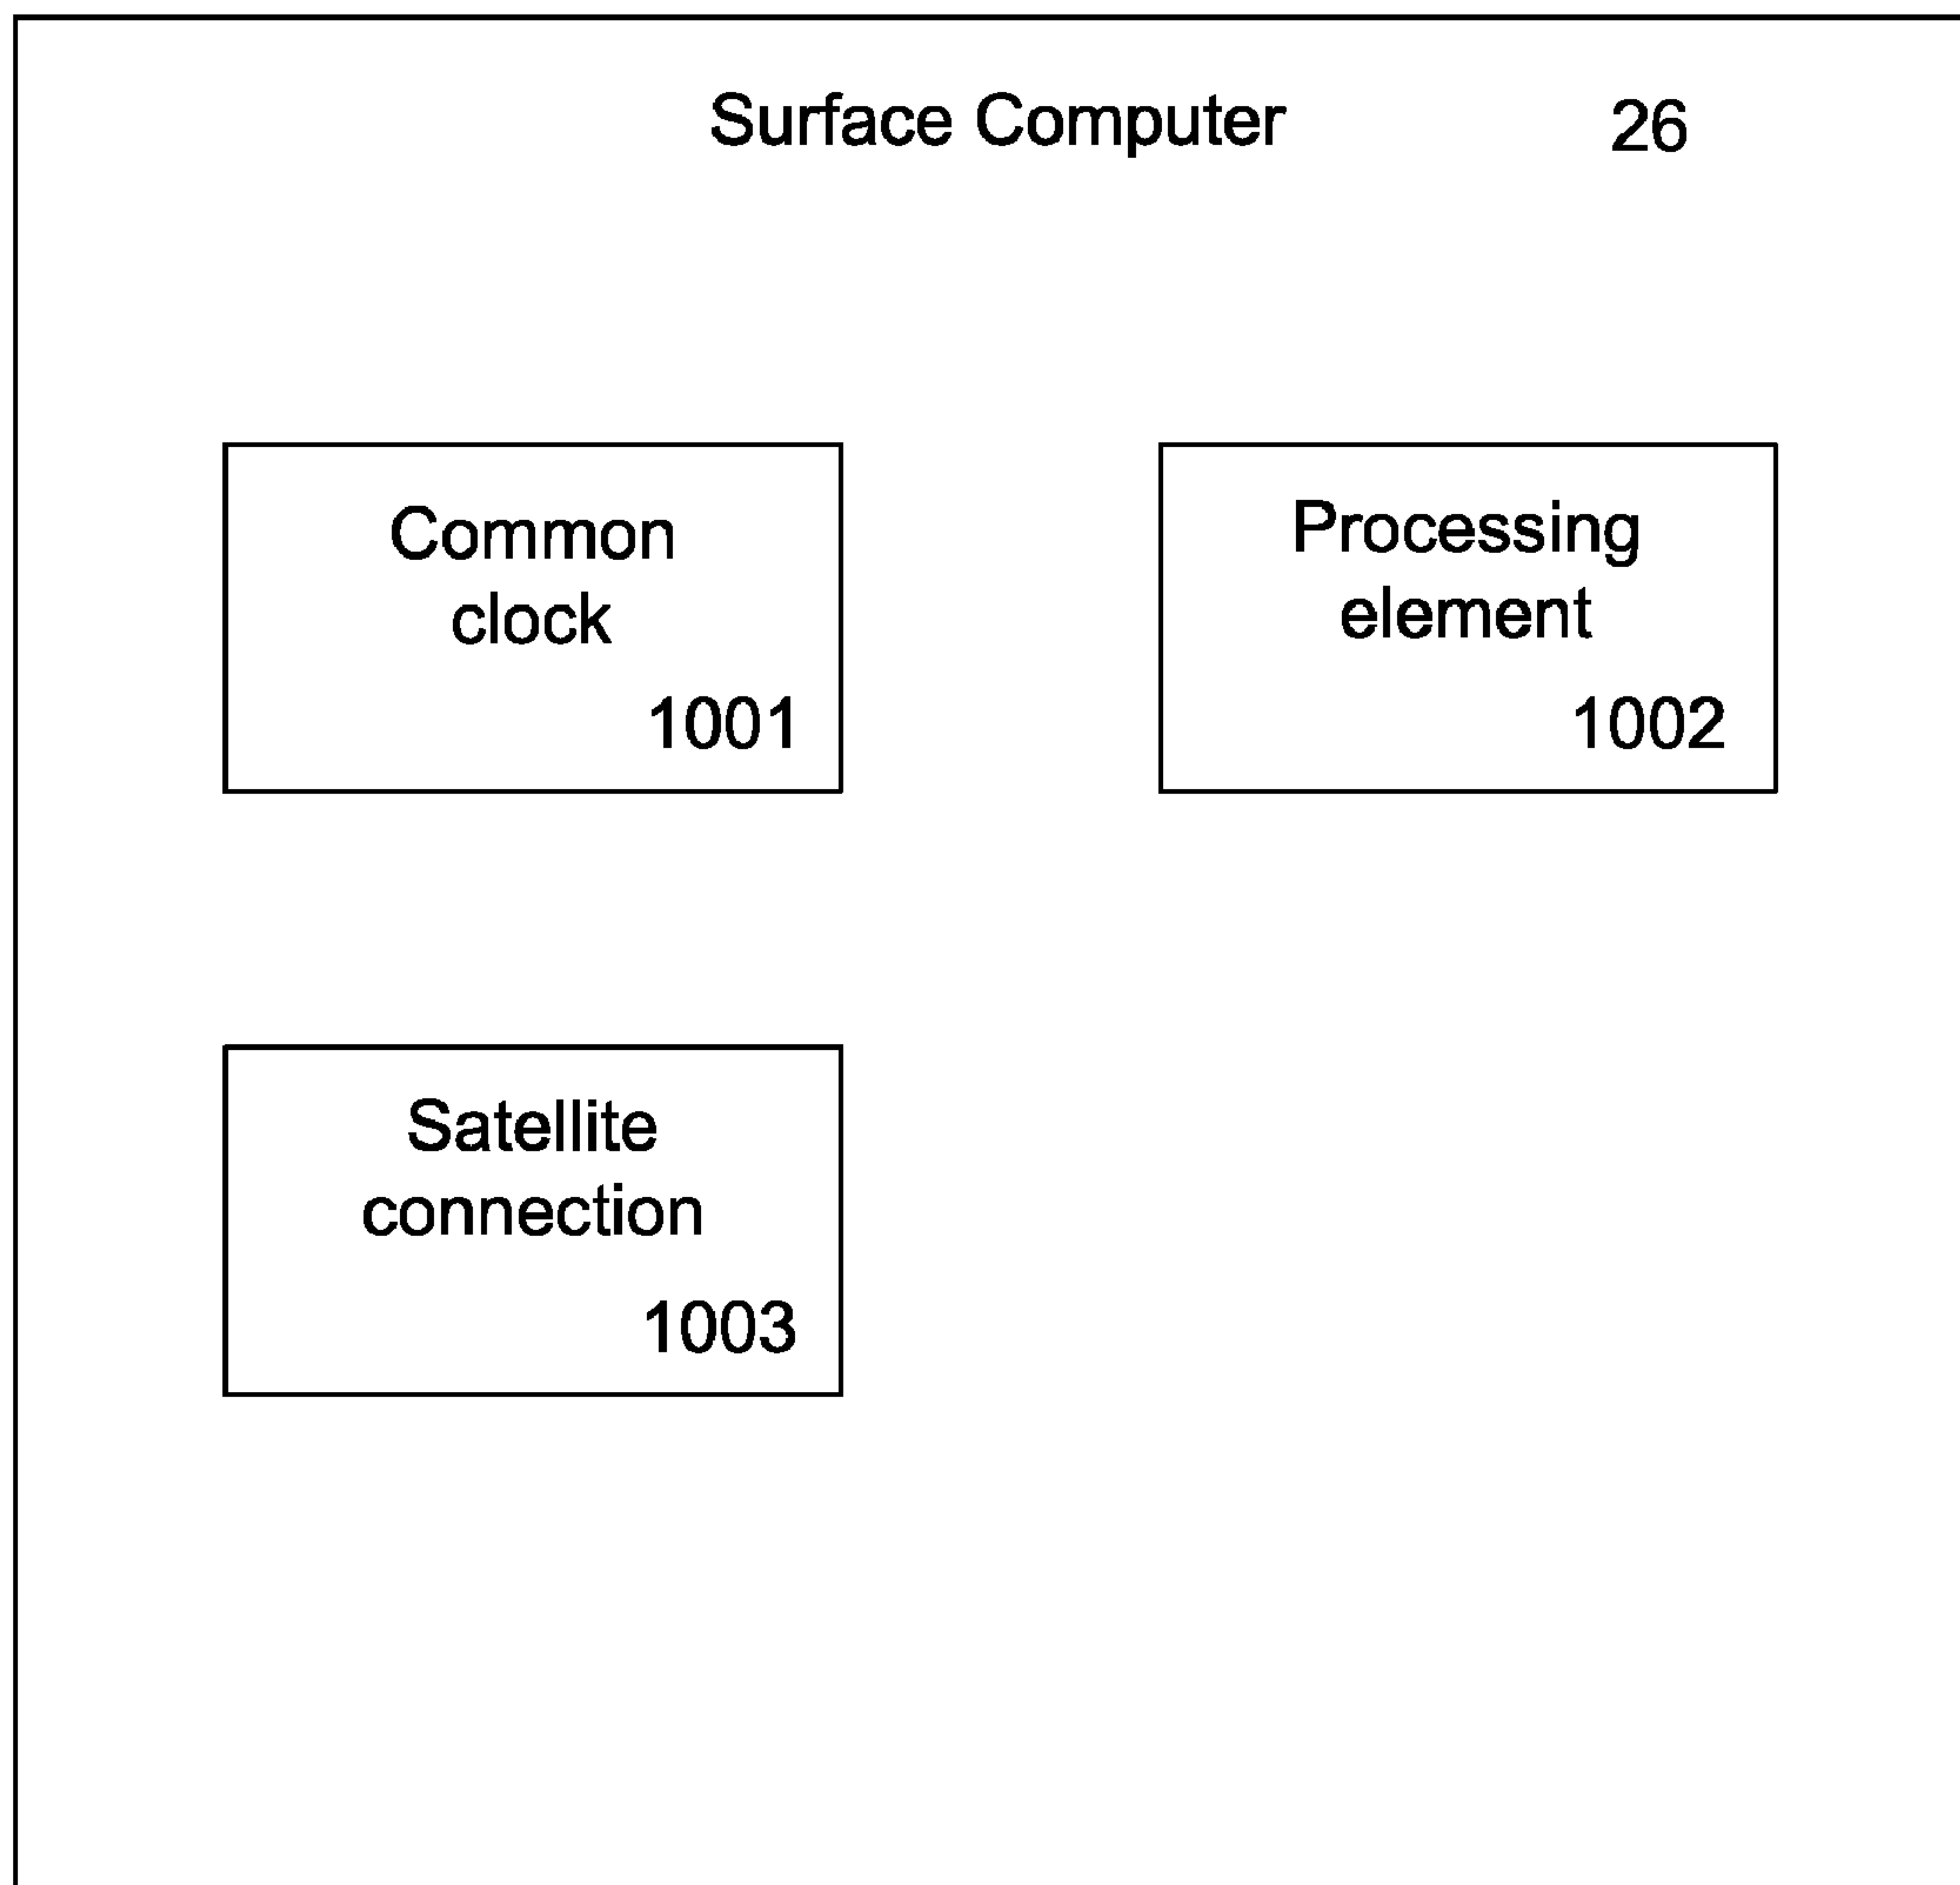 Surface Computer 26
Common
clock
1001
Processing
element
1002
Satellite
connection
1003